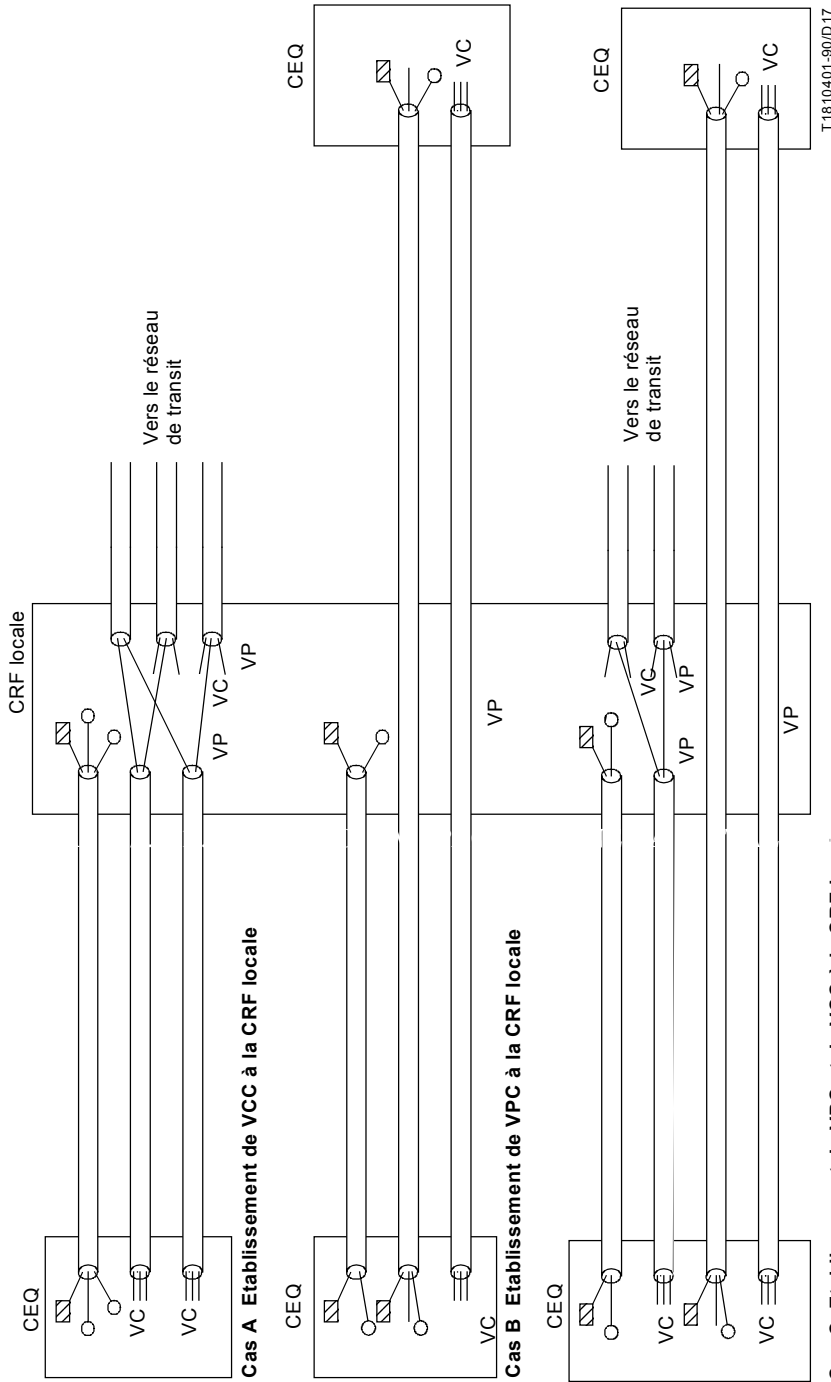 CRF locale
CEQ
VC
Vers le réseau
de transit
VC
VP
VC
VP
Cas A Etablissement de VCC à la CRF locale
CEQ
CEQ
VC
VC
VP
Cas B Etablissement de VPC à la CRF locale
CEQ
CEQ
Vers le réseau
de transit
VC
VC
VP
VP
VC
VC
VP
T1810401-90/D17